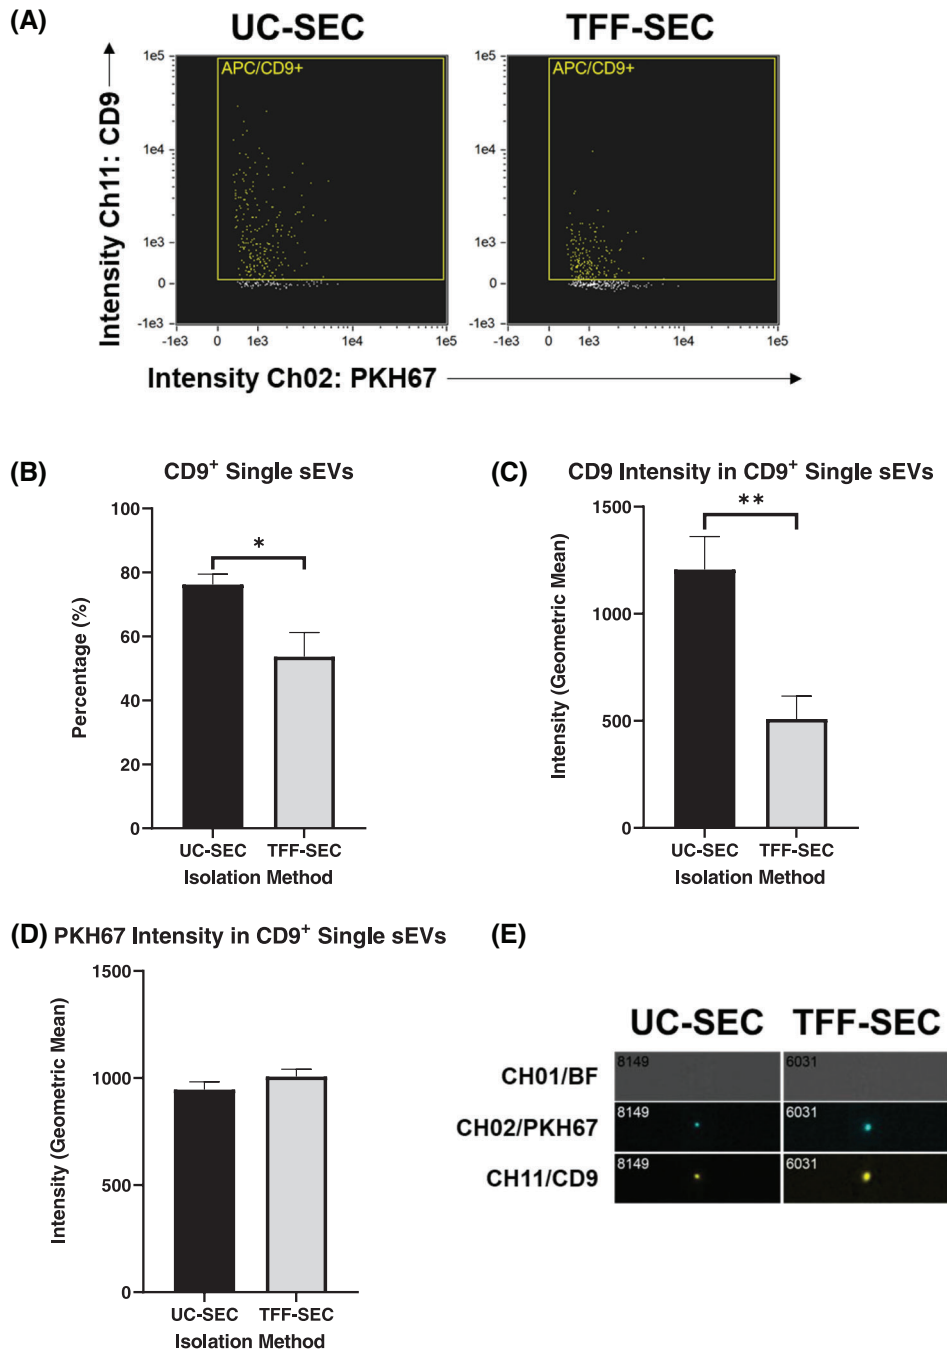 (A)
UC-SEC TFF-SEC
Intensity Ch11: CD9
APC/CD9+
1e5
1e4
1e3
0
-1e3
-1e3 0 1e3 1e4 1e5
APC/CD9+
1e5
1e4
1e3
0
-1e3
-1e3 0 1e3 1e4 1e5
Intensity Ch02: PKH67
(B)
CD9⁺ Single sEVs
Percentage (%)
100
80
60
40
20
0
*
UC-SEC TFF-SEC
Isolation Method
(C)
CD9 Intensity in CD9⁺ Single sEVs
Intensity (Geometric Mean)
1500
1000
500
0
**
UC-SEC TFF-SEC
Isolation Method
(D) PKH67 Intensity in CD9⁺ Single sEVs
Intensity (Geometric Mean)
1500
1000
500
0
UC-SEC TFF-SEC
Isolation Method
(E)
UC-SEC TFF-SEC
CH01/BF 8149 6031
CH02/PKH67 8149 6031
CH11/CD9 8149 6031